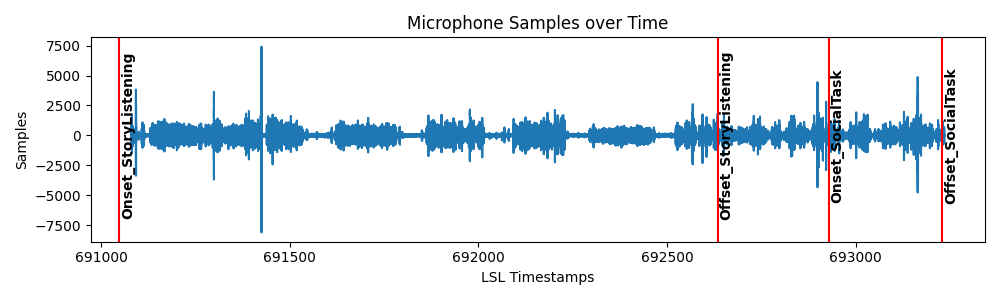 Microphone Samples over Time
Samples
7500
5000
2500
0
−2500
−5000
−7500
Onset_StoryListening
Offset_StoryListening
Onset_SocialTask
Offset_SocialTask
691000
691500
692000
692500
693000
LSL Timestamps